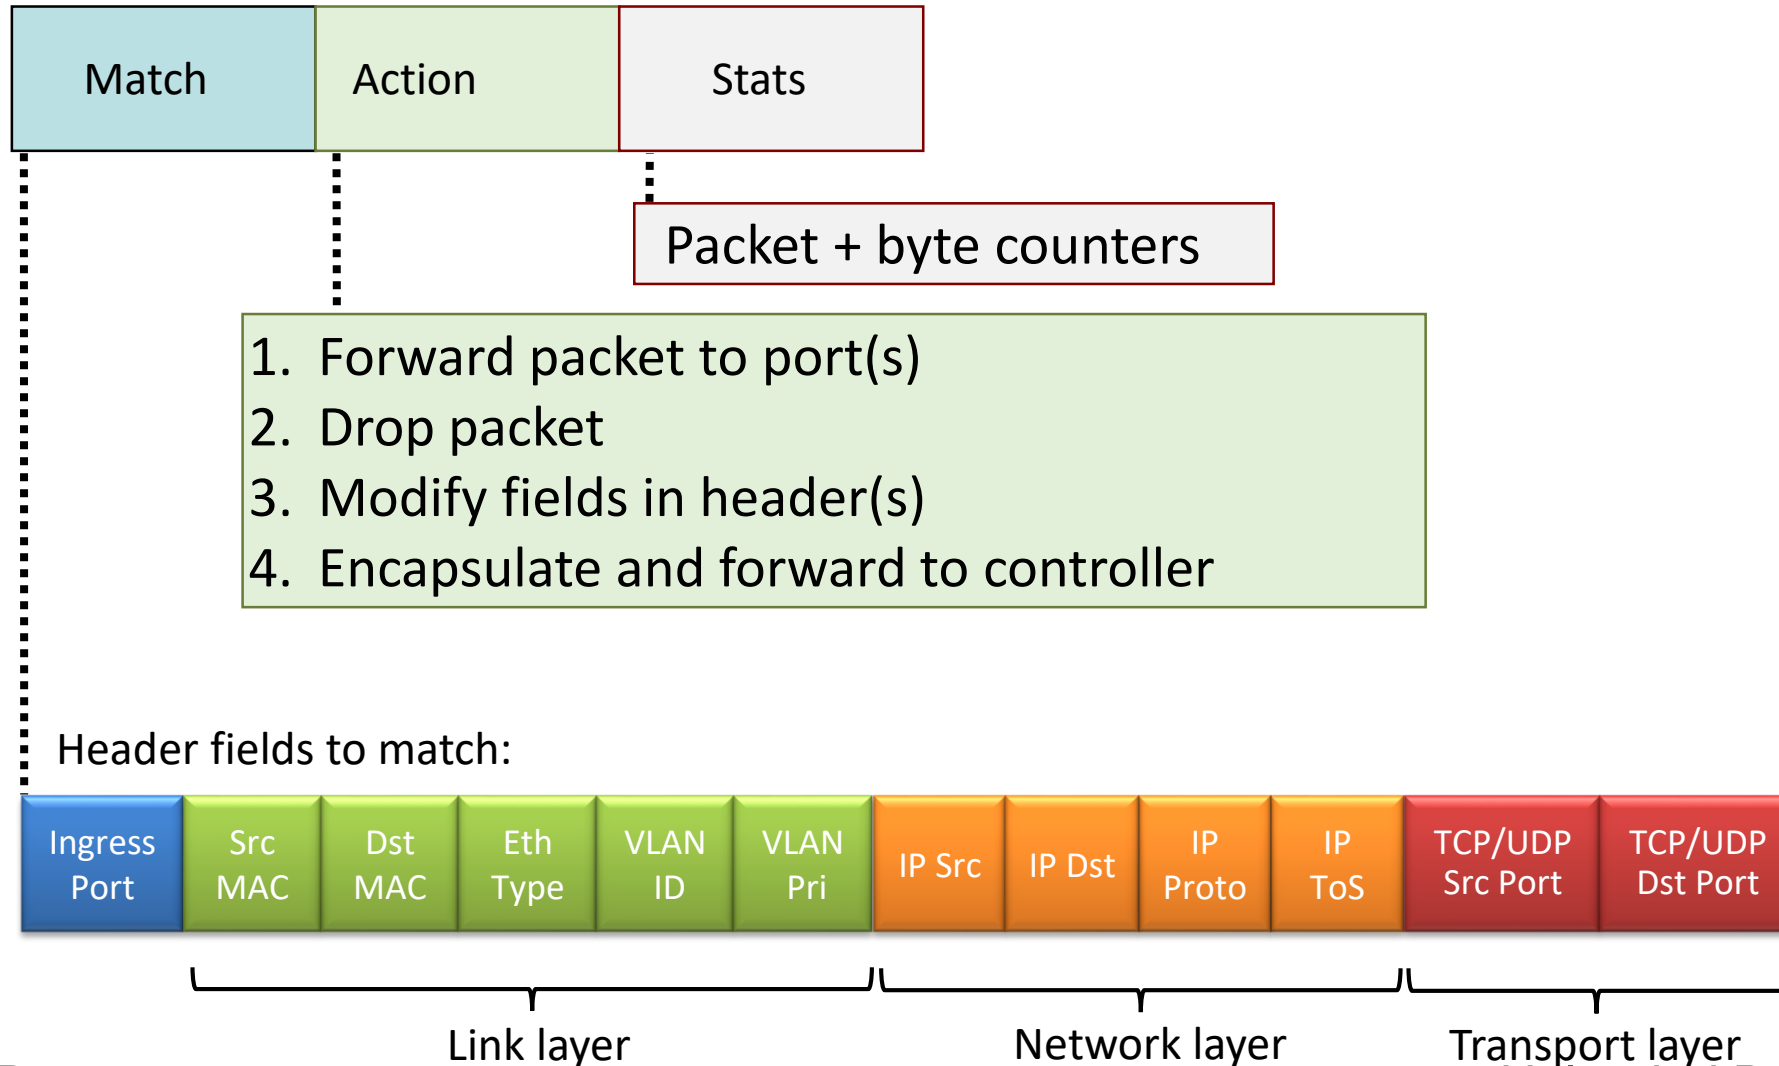 Match
Action
Stats
Packet + byte counters
1. Forward packet to port(s)
2. Drop packet
3. Modify fields in header(s)
4. Encapsulate and forward to controller
Header fields to match:
Ingress
Port
Src
MAC
Dst
MAC
Eth
Type
VLAN
ID
VLAN
Pri
IP Src
IP Dst
IP
Proto
IP
ToS
TCP/UDP
Src Port
TCP/UDP
Dst Port
Link layer
Network layer
Transport layer